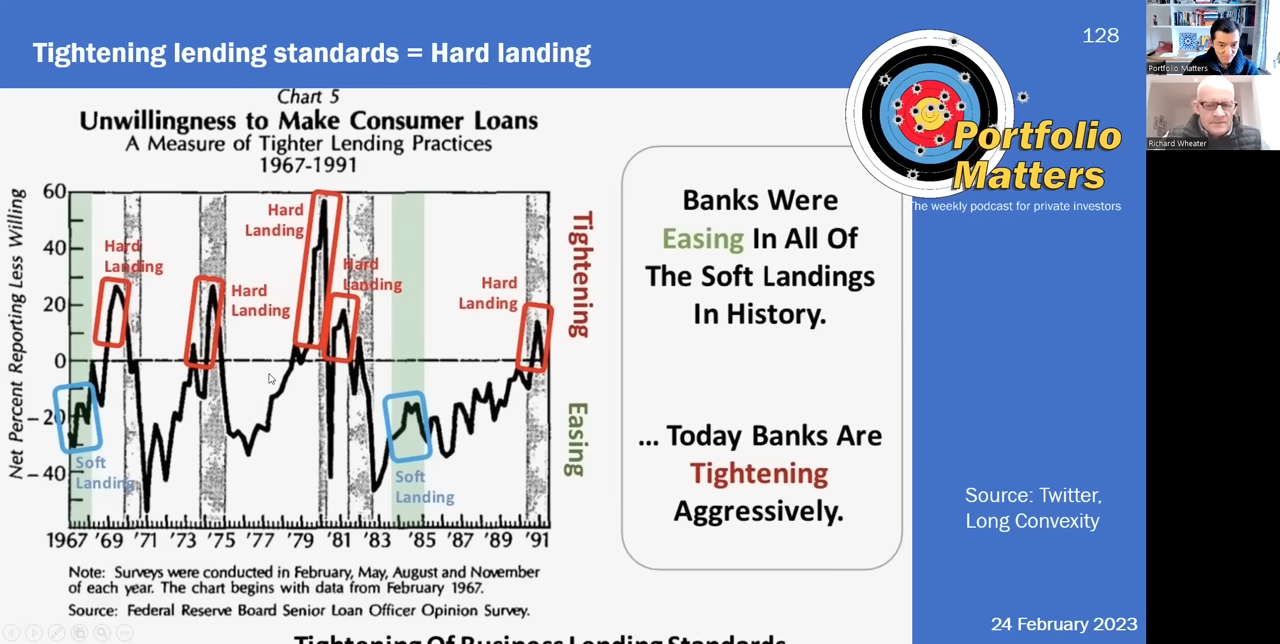 Tightening lending standards = Hard landing
128
Portfolio Matters
Richard Wheater
Portfolio
Matters
The weekly podcast for private investors
Chart 5
Unwillingness to Make Consumer Loans
A Measure of Tighter Lending Practices
1967-1991
Net Percent Reporting Less Willing
60
40
20
0
-20
-40
Hard
Landing
Hard
Landing
Hard
Landing
Hard
Landing
Hard
Landing
Soft
Landing
Soft
Landing
Tightening
Easing
1967 '69 '71 '73 '75 '77 '79 '81 '83 '85 '87 '89 '91
Note: Surveys were conducted in February, May, August and November
of each year. The chart begins with data from February 1967.
Source: Federal Reserve Board Senior Loan Officer Opinion Survey.
Banks Were
Easing In All Of
The Soft Landings
In History.
... Today Banks Are
Tightening
Aggressively.
Source: Twitter,
Long Convexity
24 February 2023
Tightening Of Business Lending Standards